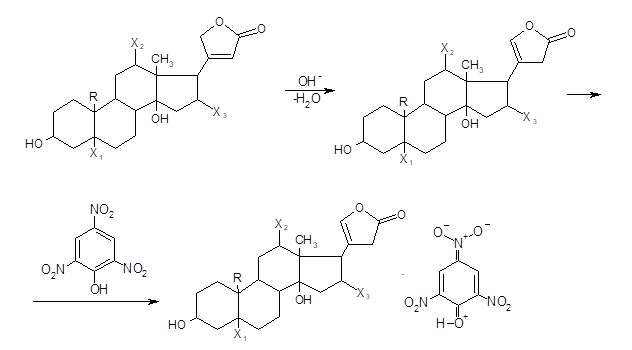 O
O
X₂
CH₃
R
OH
X₃
HO
X₁
OH⁻
-H₂O
O
O
X₂
CH₃
R
OH
X₃
HO
X₁
NO₂
O₂N
NO₂
OH
O
O
X₂
CH₃
R
OH
X₃
HO
X₁
O⁻ N⁺ O⁻
O₂N
NO₂
H-O⁺